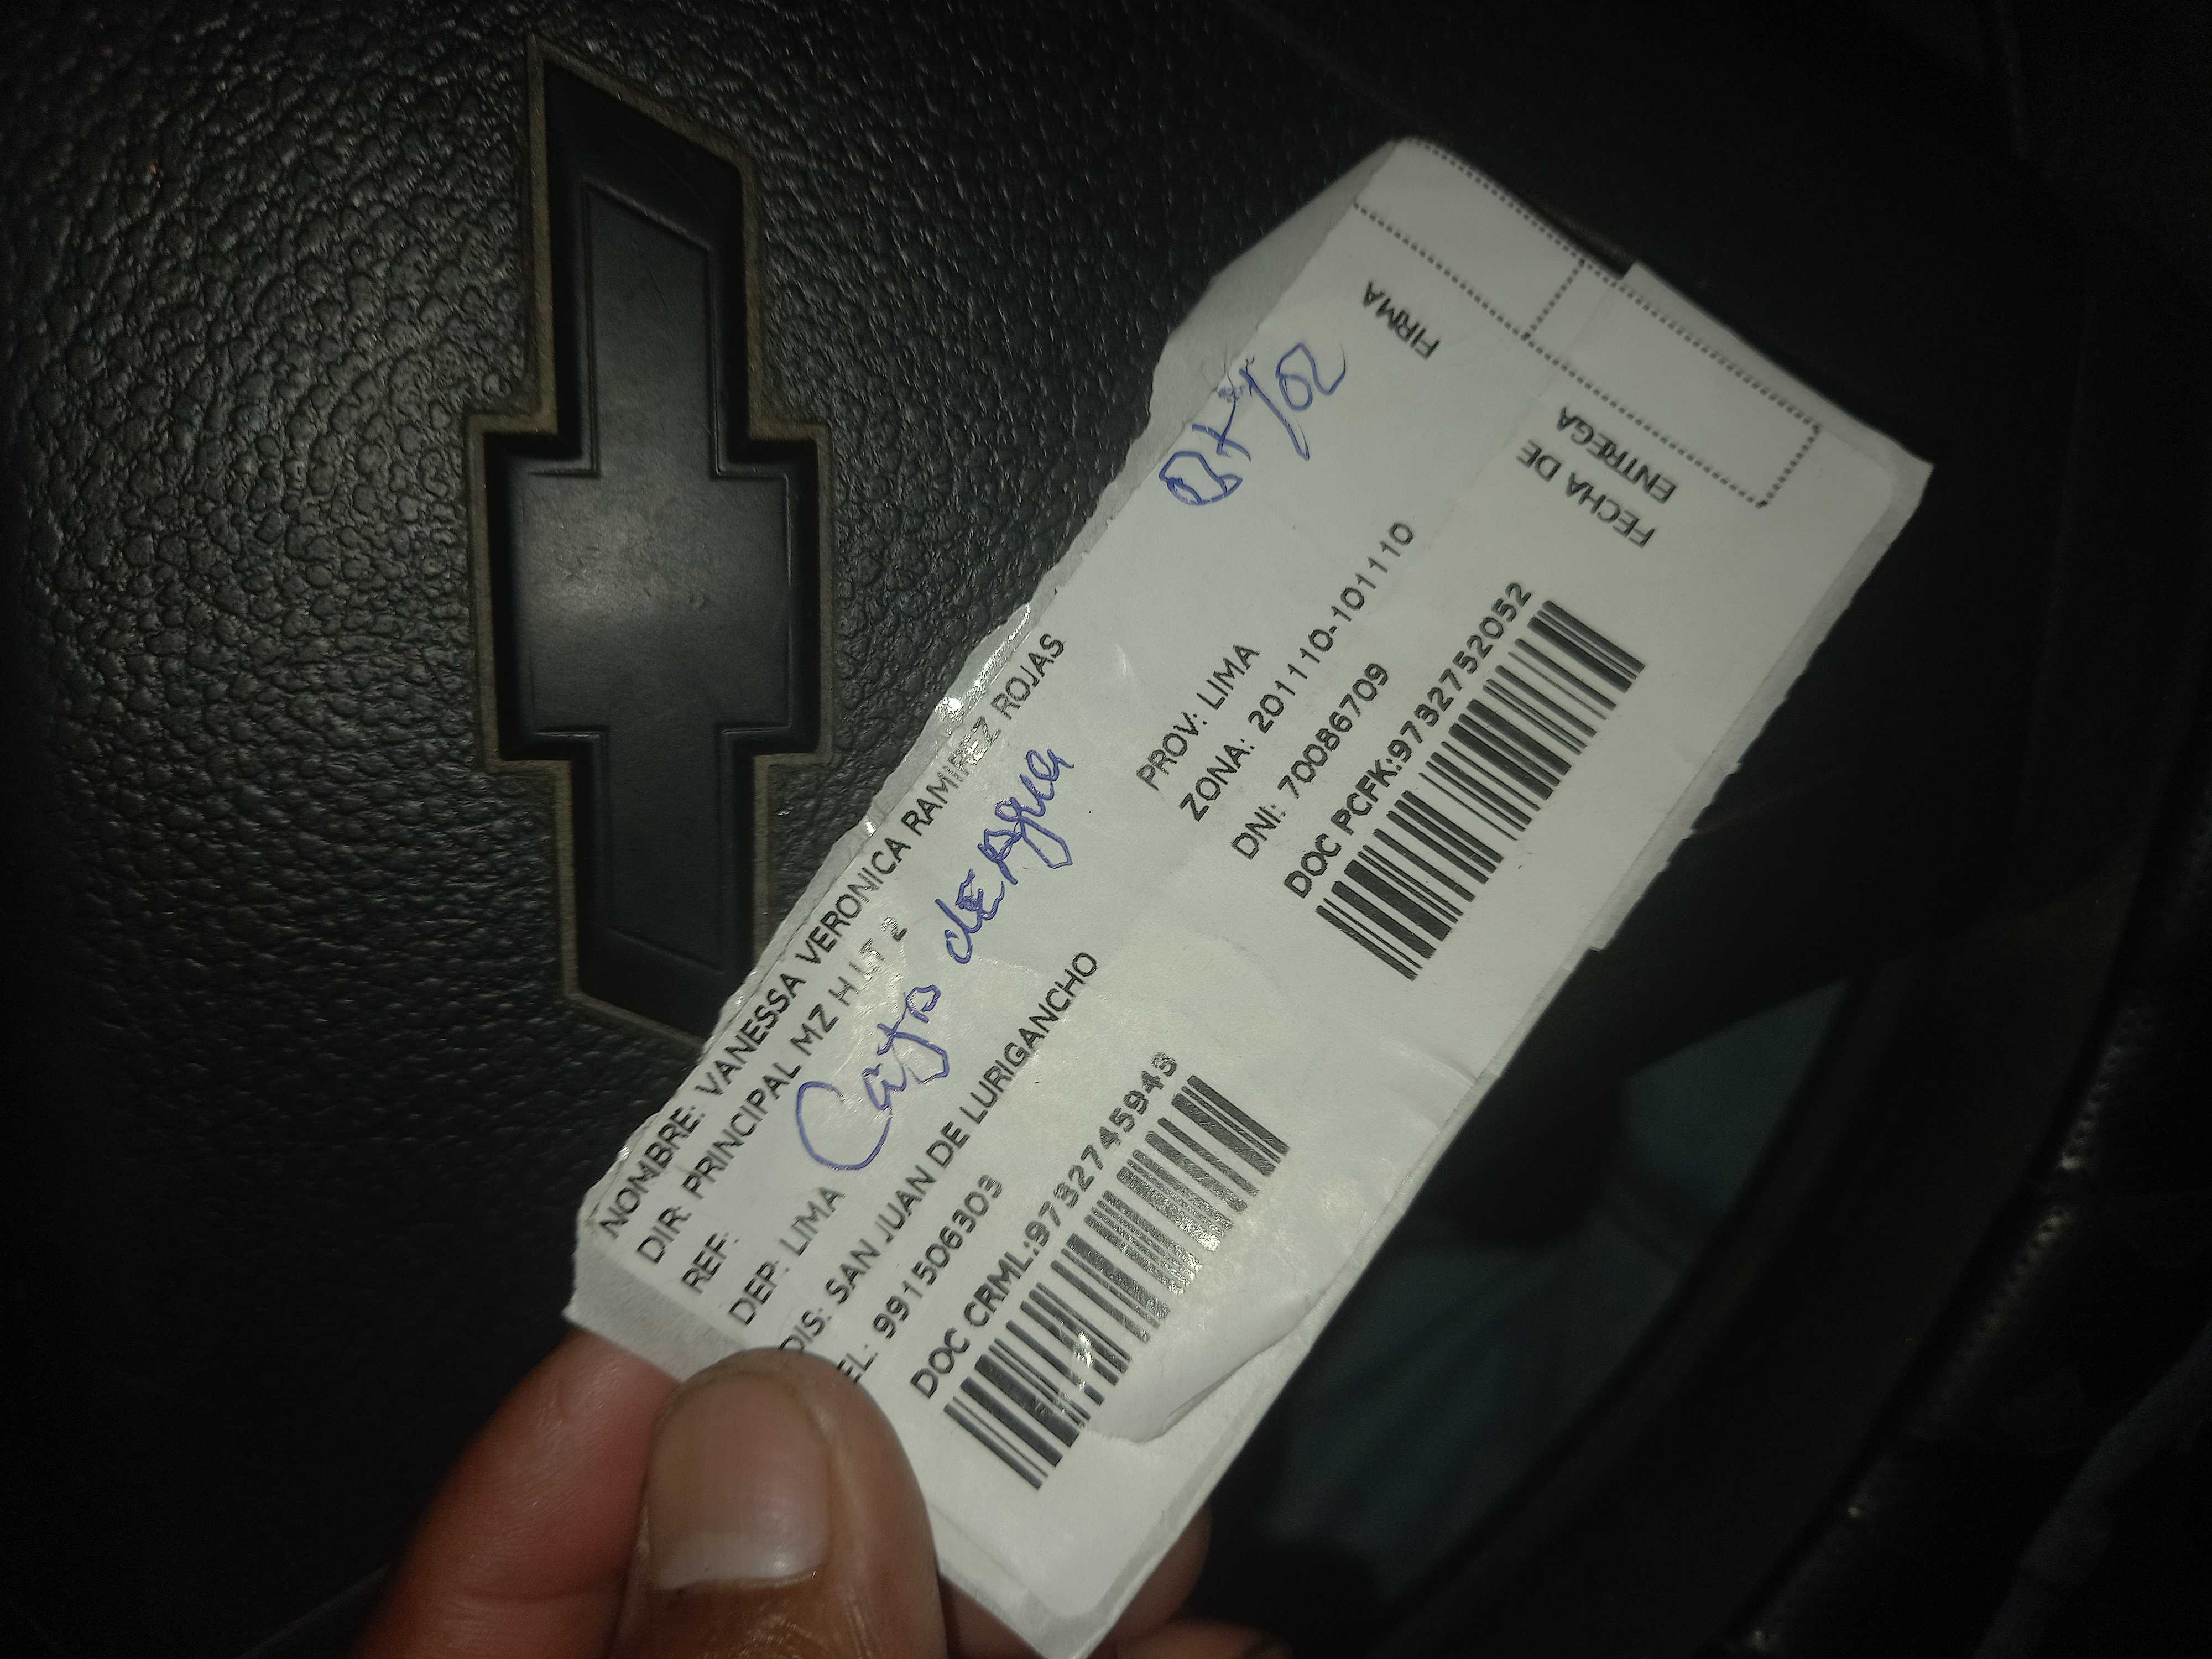 NOMBRE: VANESSA VERONICA RAMIREZ ROJAS
DIR: PRINCIPAL MZ H LT 2
REF:
Cayo de Agua
DEP: LIMA
PROV: LIMA
DIS: SAN JUAN DE LURIGANCHO
ZONA: 201110-101110
EL: 991506303
DNI: 70086709
DOC CRML:9732745943
DOC PCFK:9732752052
FECHA DE
ENTREGA
FIRMA